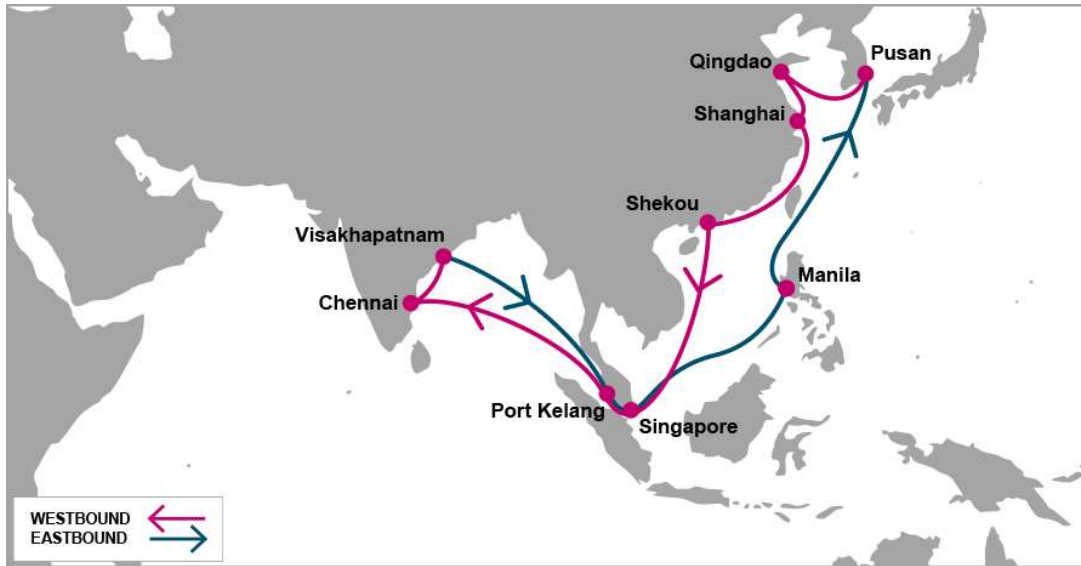 Qingdao
Pusan
Shanghai
Shekou
Visakhapatnam
Manila
Chennai
Port Kelang
Singapore
WESTBOUND
EASTBOUND